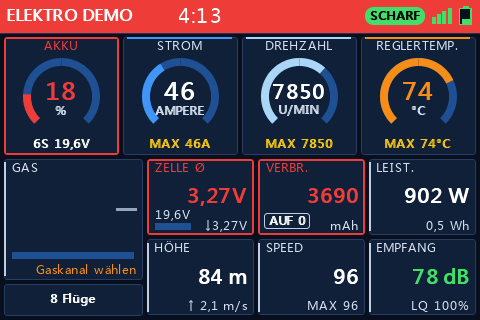 ELEKTRO DEMO 4:13 SCHARF
AKKU
18
%
6S 19,6V
STROM
46
AMPERE
MAX 46A
DREHZAHL
7850
U/MIN
MAX 7850
REGLERTEMP.
74
°C
MAX 74°C
GAS
Gaskanal wählen
8 Flüge
ZELLE Ø
3,27V
19,6V
↓3,27V
VERBR.
3690
AUF 0
mAh
LEIST.
902 W
0,5 Wh
HÖHE
84 m
↑ 2,1 m/s
SPEED
96
MAX 96
EMPFANG
78 dB
LQ 100%